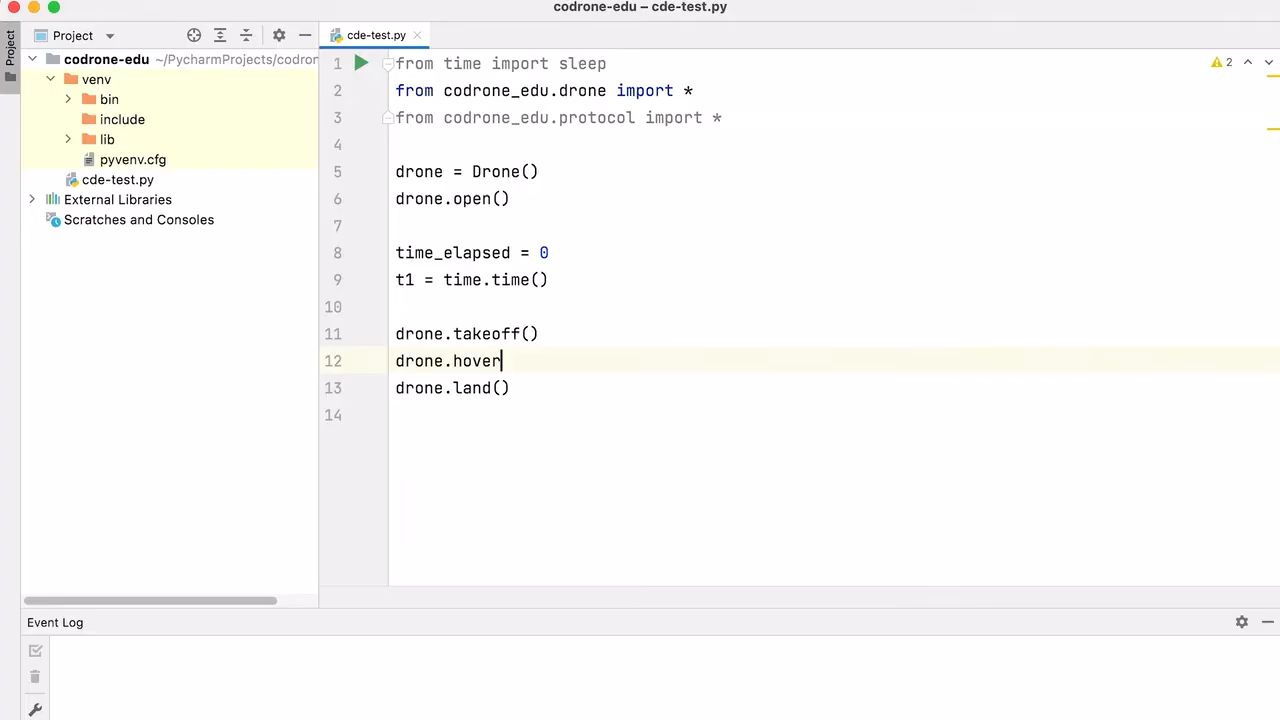 codrone-edu – cde-test.py
Project
Project
cde-test.py
codrone-edu ~/PycharmProjects/codror
venv
bin
include
lib
pyvenv.cfg
cde-test.py
External Libraries
Scratches and Consoles
1 from time import sleep
2 from codrone_edu.drone import *
3 from codrone_edu.protocol import *
4
5 drone = Drone()
6 drone.open()
7
8 time_elapsed = 0
9 t1 = time.time()
10
11 drone.takeoff()
12 drone.hover
13 drone.land()
14
2
Event Log